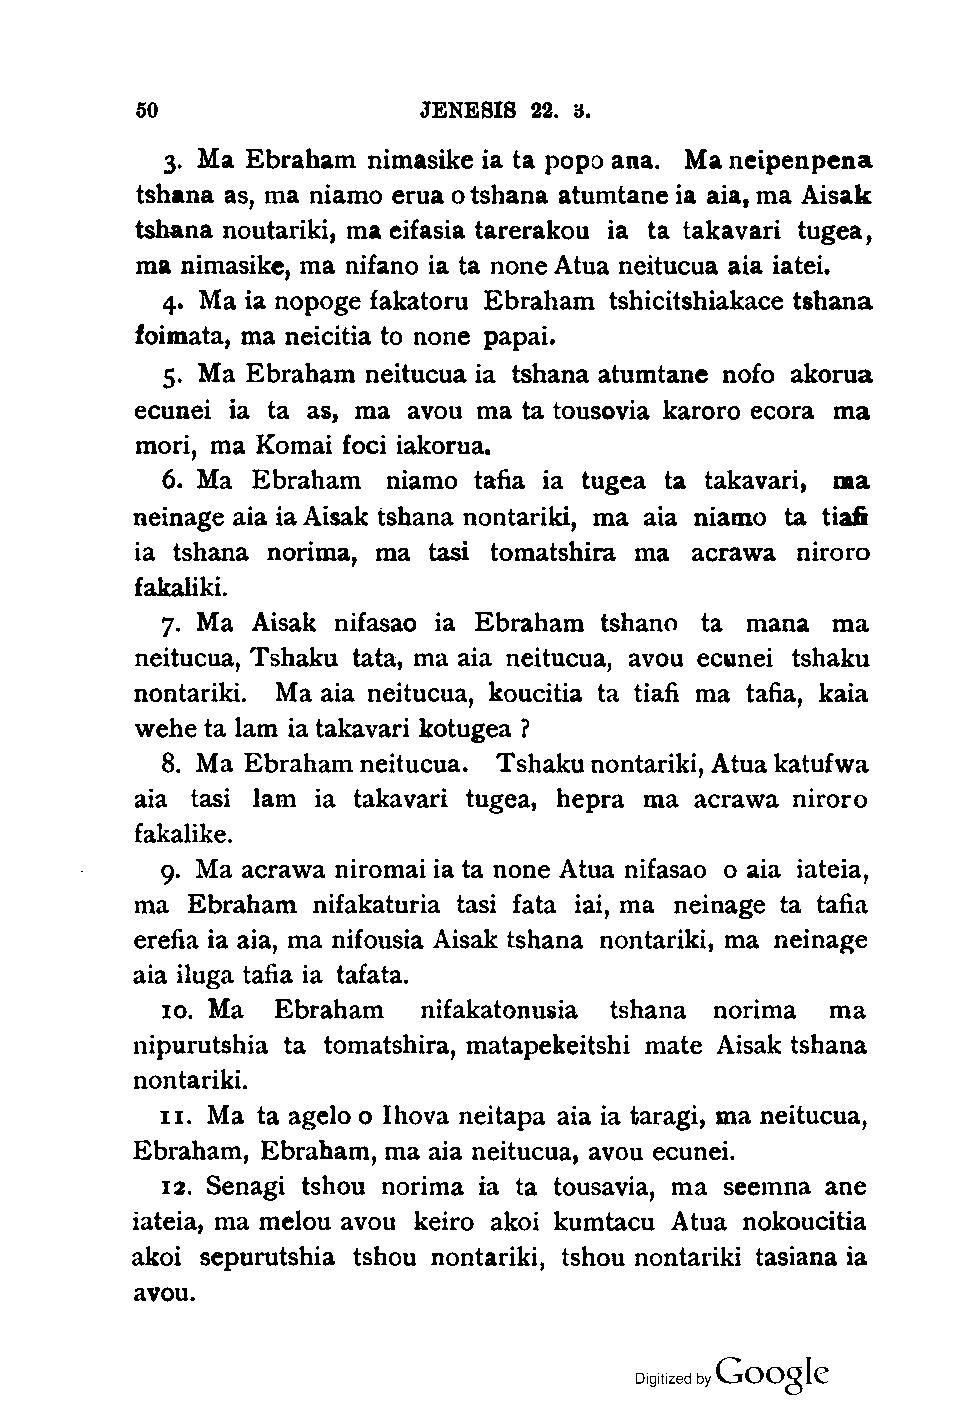 50 JENESIS 22. 3.
3. Ma Ebraham nimasike ia ta popo ana. Ma neipenpena
tshana as, ma niamo erua o tshana atumtane ia aia, ma Aisak
tshana noutariki, ma eifasia tarerakou ia ta takavari tugea,
ma nimasike, ma nifano ia ta none Atua neitucua aia iatei.
4. Ma ia nopoge fakatoru Ebraham tshicitshiakace tshana
foimata, ma neicitia to none papai.
5. Ma Ebraham neitucua ia tshana atumtane nofo akorua
ecunei ia ta as, ma avou ma ta tousovia karoro ecora ma
mori, ma Komai foci iakorua.
6. Ma Ebraham niamo tafia ia tugea ta takavari, ma
neinage aia ia Aisak tshana nontariki, ma aia niamo ta tiafi
ia tshana norima, ma tasi tomatshira ma acrawa niroro
fakaliki.
7. Ma Aisak nifasao ia Ebraham tshano ta mana ma
neitucua, Tshaku tata, ma aia neitucua, avou ecunei tshaku
nontariki. Ma aia neitucua, koucitia ta tiafi ma tafia, kaia
wehe ta lam ia takavari kotugea ?
8. Ma Ebraham neitucua. Tshaku nontariki, Atua katufwa
aia tasi lam ia takavari tugea, hepra ma acrawa niroro
fakalike.
9. Ma acrawa niromai ia ta none Atua nifasao o aia iateia,
ma Ebraham nifakaturia tasi fata iai, ma neinage ta tafia
erefia ia aia, ma nifousia Aisak tshana nontariki, ma neinage
aia iluga tafia ia tafata.
10. Ma Ebraham nifakatonusia tshana norima ma
nipurutshia ta tomatshira, matapekeitshi mate Aisak tshana
nontariki.
11. Ma ta agelo o Ihova neitapa aia ia taragi, ma neitucua,
Ebraham, Ebraham, ma aia neitucua, avou ecunei.
12. Senagi tshou norima ia ta tousavia, ma seemna ane
iateia, ma melou avou keiro akoi kumtacu Atua nokoucitia
akoi sepurutshia tshou nontariki, tshou nontariki tasiana ia
avou.
Digitized by Google